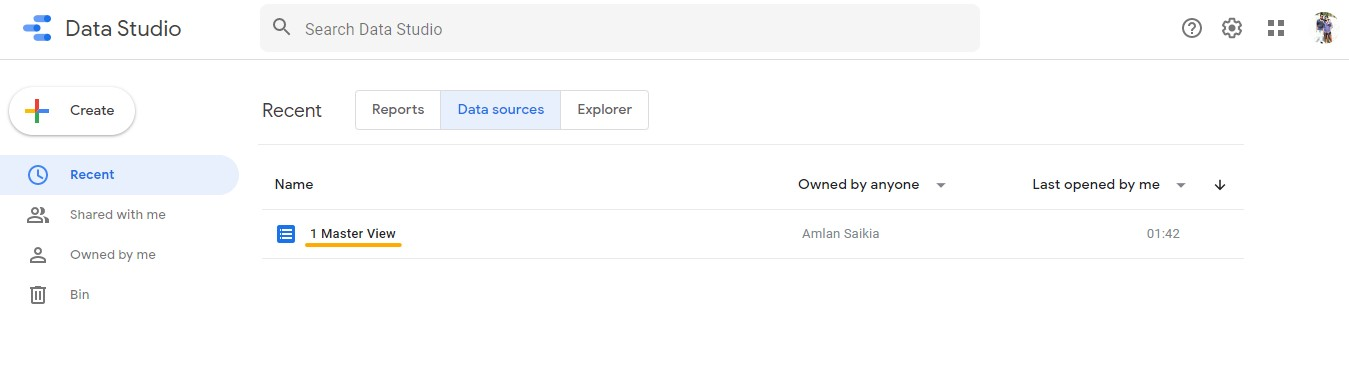 Data Studio
Search Data Studio
Create
Recent
Shared with me
Owned by me
Bin
Recent
Reports
Data sources
Explorer
Name
Owned by anyone
Last opened by me
1 Master View
Amlan Saikia
01:42